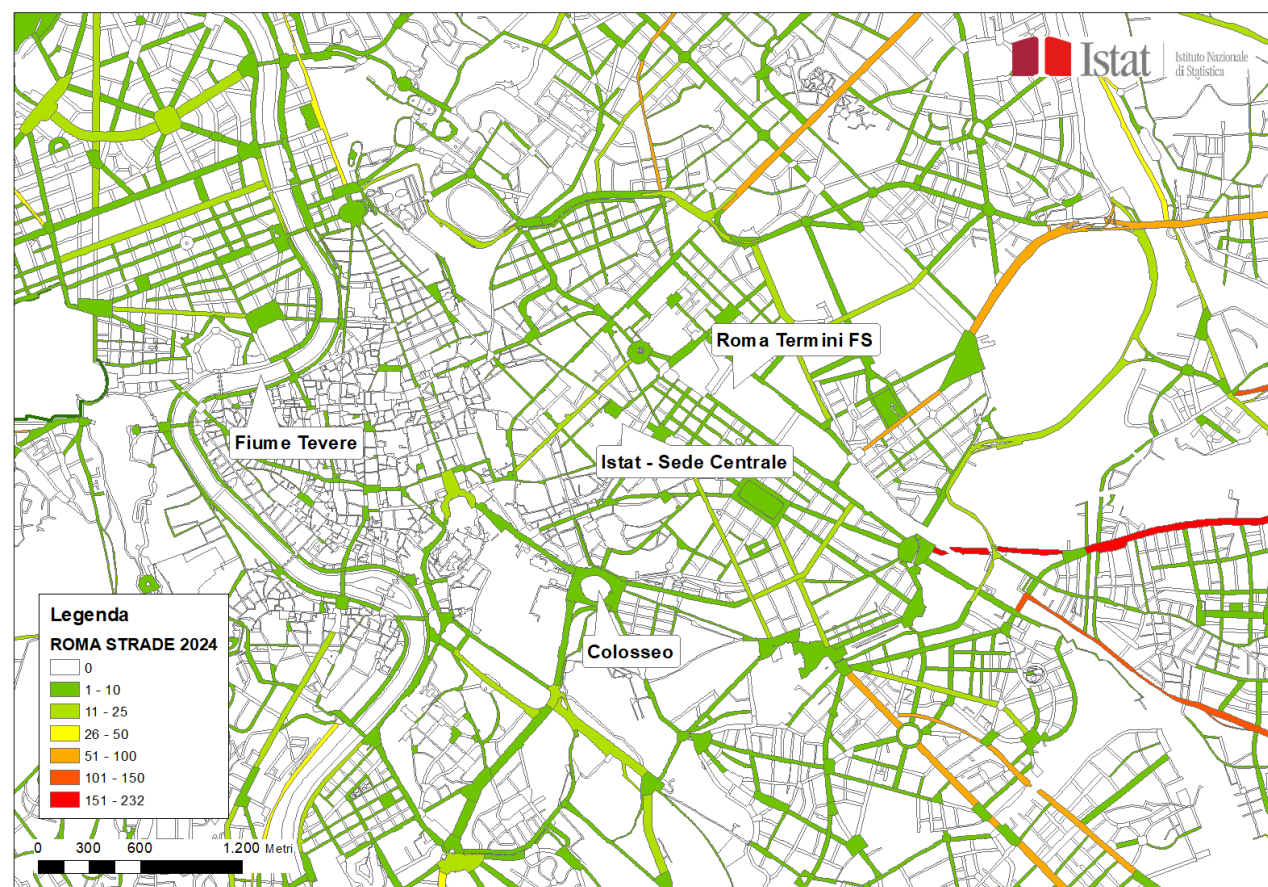 Istat
Istituto Nazionale
di Statistica
Roma Termini FS
Fiume Tevere
Istat - Sede Centrale
Colosseo
Legenda
ROMA STRADE 2024
0
1 - 10
11 - 25
26 - 50
51 - 100
101 - 150
151 - 232
0 300 600 1.200 Metri